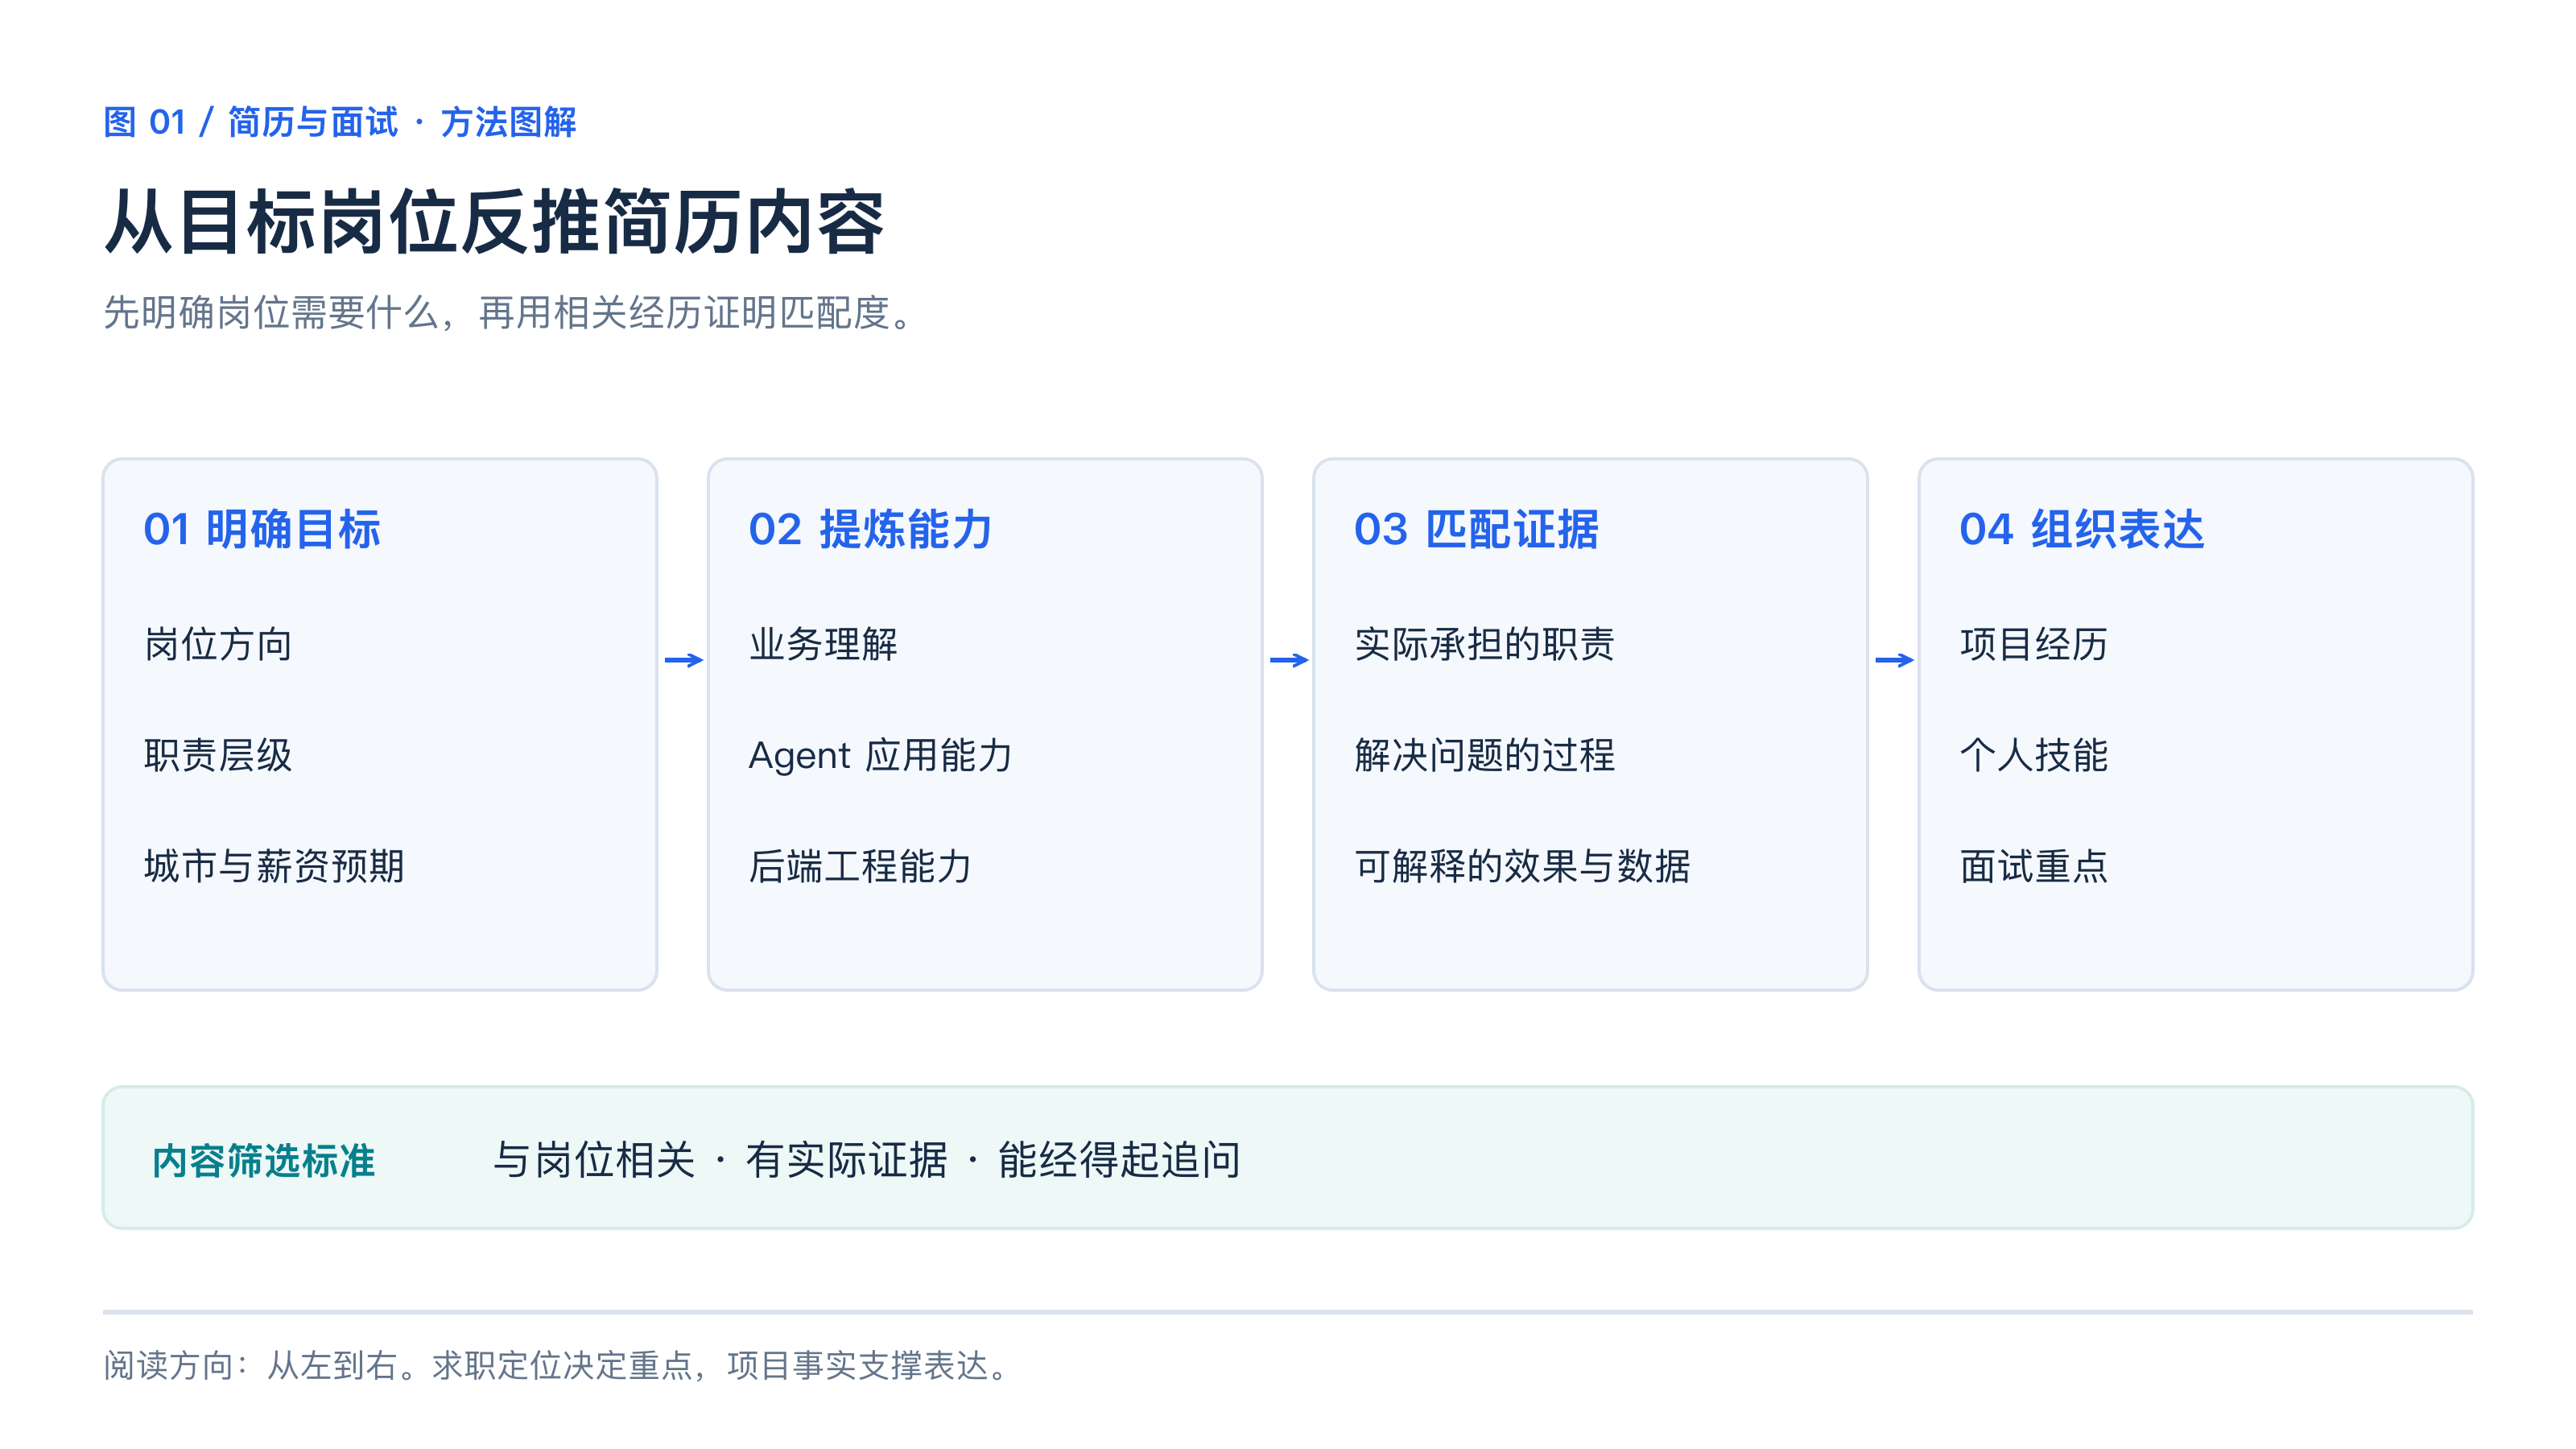 图 01 / 简历与面试 · 方法图解
从目标岗位反推简历内容
先明确岗位需要什么，再用相关经历证明匹配度。
01 明确目标
岗位方向
职责层级
城市与薪资预期
02 提炼能力
业务理解
Agent 应用能力
后端工程能力
03 匹配证据
实际承担的职责
解决问题的过程
可解释的效果与数据
04 组织表达
项目经历
个人技能
面试重点
内容筛选标准 与岗位相关 · 有实际证据 · 能经得起追问
阅读方向：从左到右。求职定位决定重点，项目事实支撑表达。